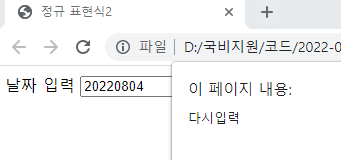 정규 표현식2
파일 D:/국비지원/코드/2022-0
날짜 입력 20220804
이 페이지 내용:
다시입력